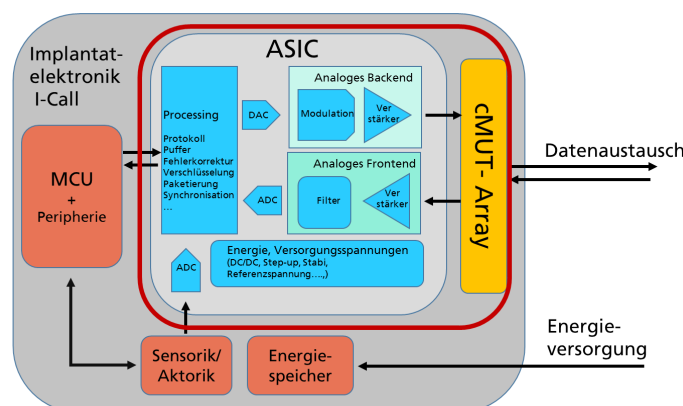 Implantat-
elektronik
I-Call
ASIC
Processing
Protokoll
Puffer
Fehlerkorrektur
Verschlüsselung
Paketierung
Synchronisation
...
DAC
Analoges Backend
Modulation
Ver
stärker
Analoges Frontend
ADC
Filter
Ver
stärker
ADC
Energie, Versorgungsspannungen
(DC/DC, Step-up, Stabi,
Referenzspannung....,)
cMUT- Array
MCU
+
Peripherie
Datenaustausch
Sensorik/
Aktorik
Energie-
speicher
Energie-
versorgung